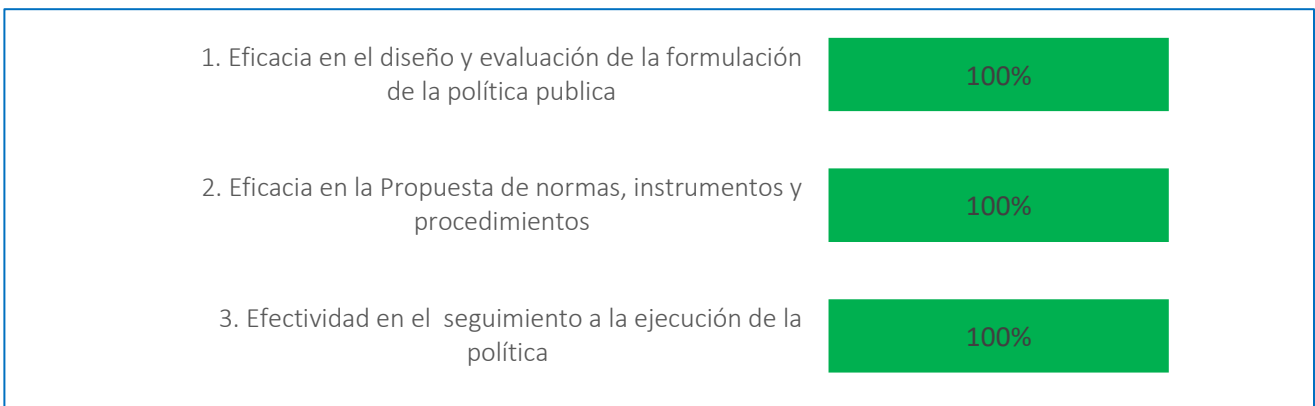 1. Eficacia en el diseño y evaluación de la formulación
de la política publica
100%
2. Eficacia en la Propuesta de normas, instrumentos y
procedimientos
100%
3. Efectividad en el  seguimiento a la ejecución de la
política
100%